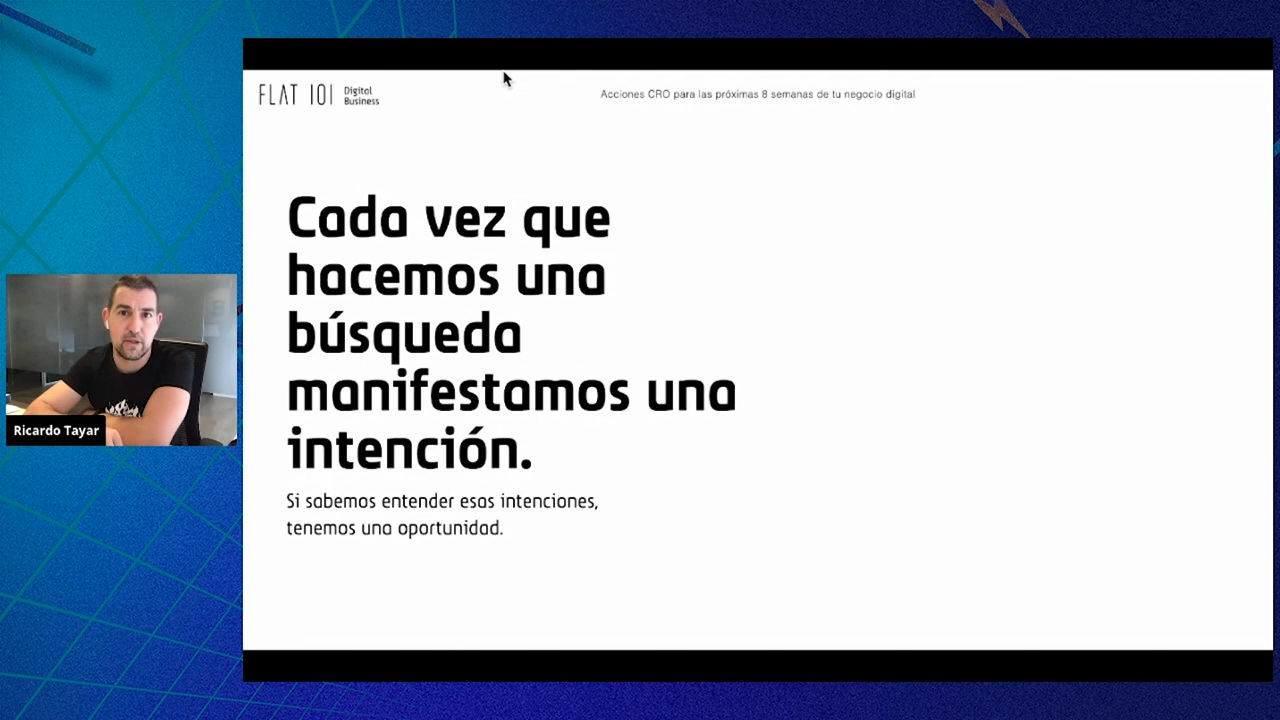 FLAT 101 Digital Business
Acciones CRO para las próximas 8 semanas de tu negocio digital
Cada vez que
hacemos una
búsqueda
manifestamos una
intención.
Si sabemos entender esas intenciones,
tenemos una oportunidad.
Ricardo Tayar